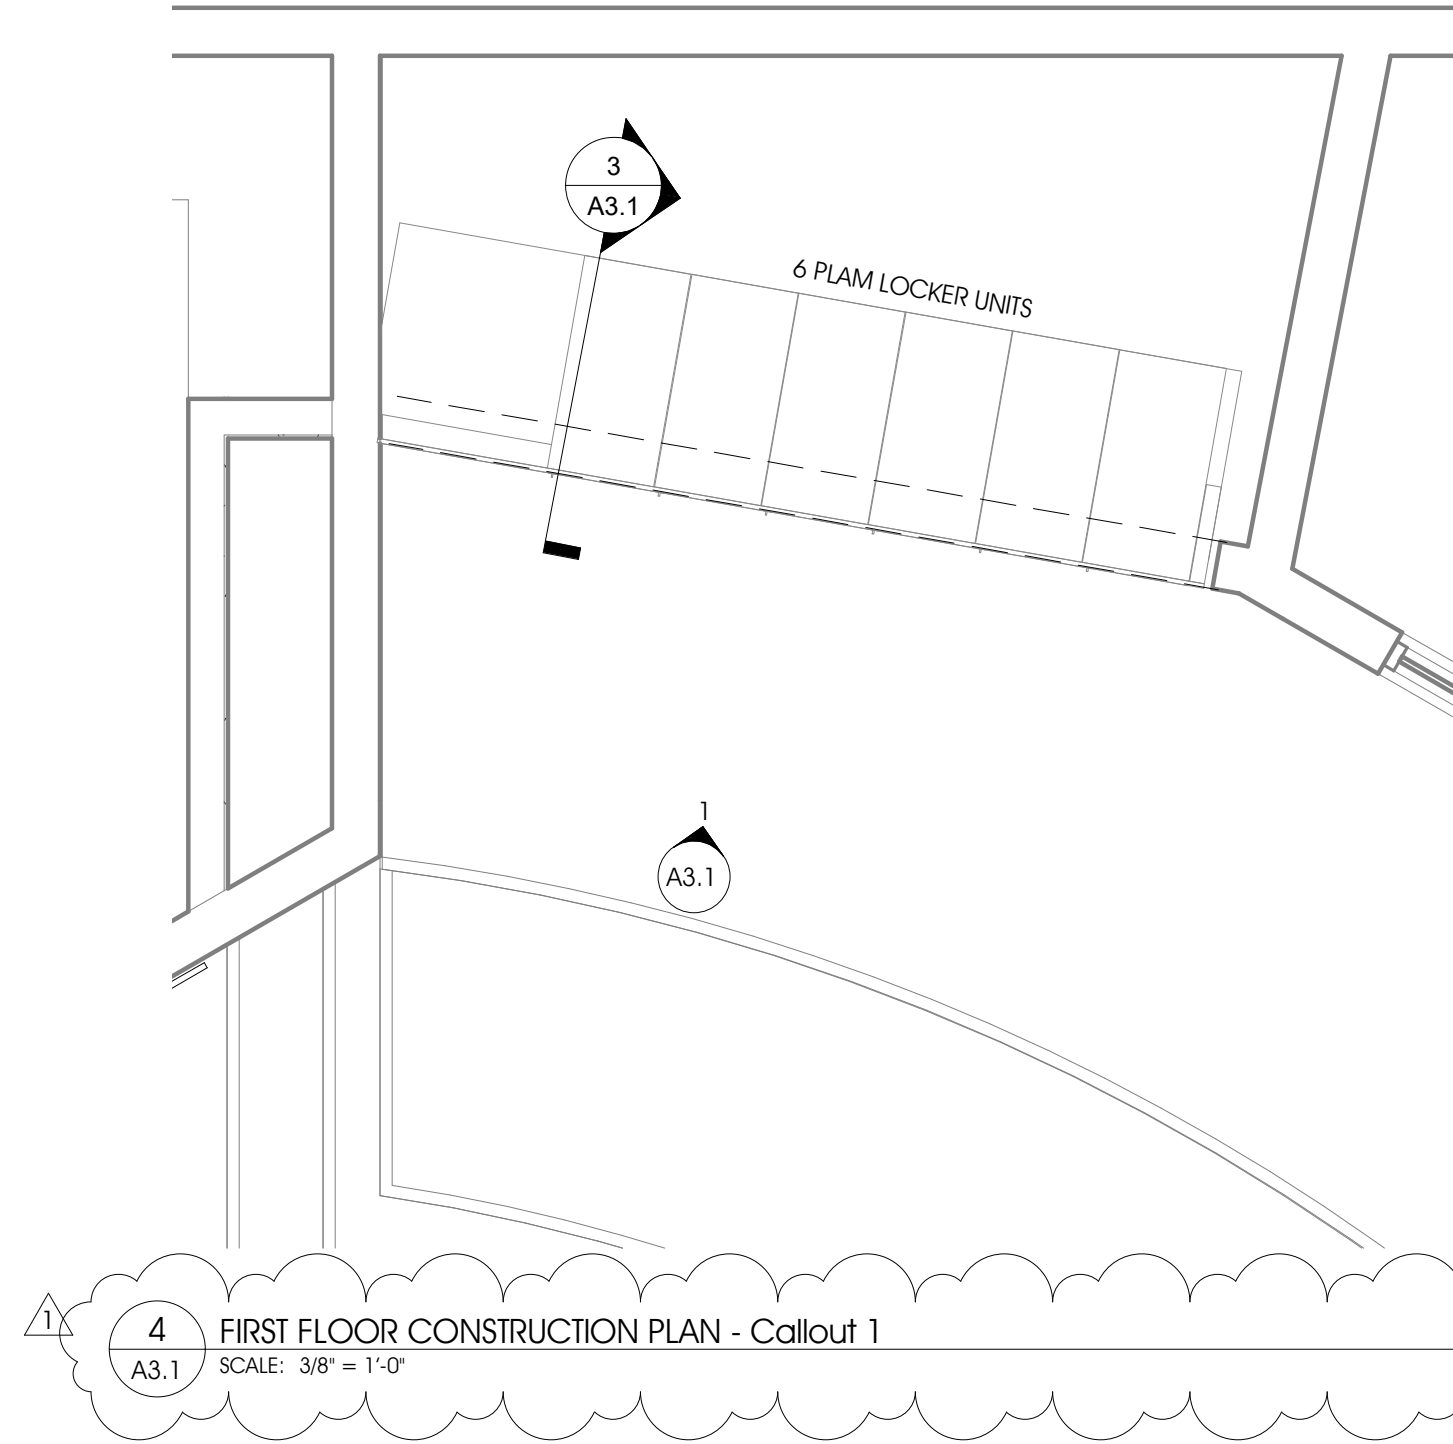 3
A3.1
6 PLAM LOCKER UNITS
1
A3.1
1
4
A3.1
FIRST FLOOR CONSTRUCTION PLAN - Callout 1
SCALE: 3/8" = 1'-0"